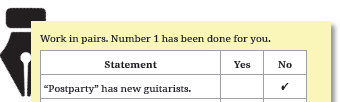 Work in pairs. Number 1 has been done for you.
Statement Yes No
“Postparty” has new guitarists. ✓